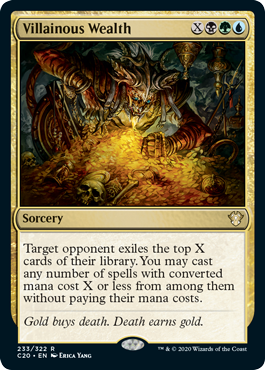 Villainous Wealth X
Sorcery
Target opponent exiles the top X
cards of their library. You may cast
any number of spells with converted
mana cost X or less from among them
without paying their mana costs.
Gold buys death. Death earns gold.
233/322 R
C20 • EN Erica Yang
™ & © 2020 Wizards of the Coast